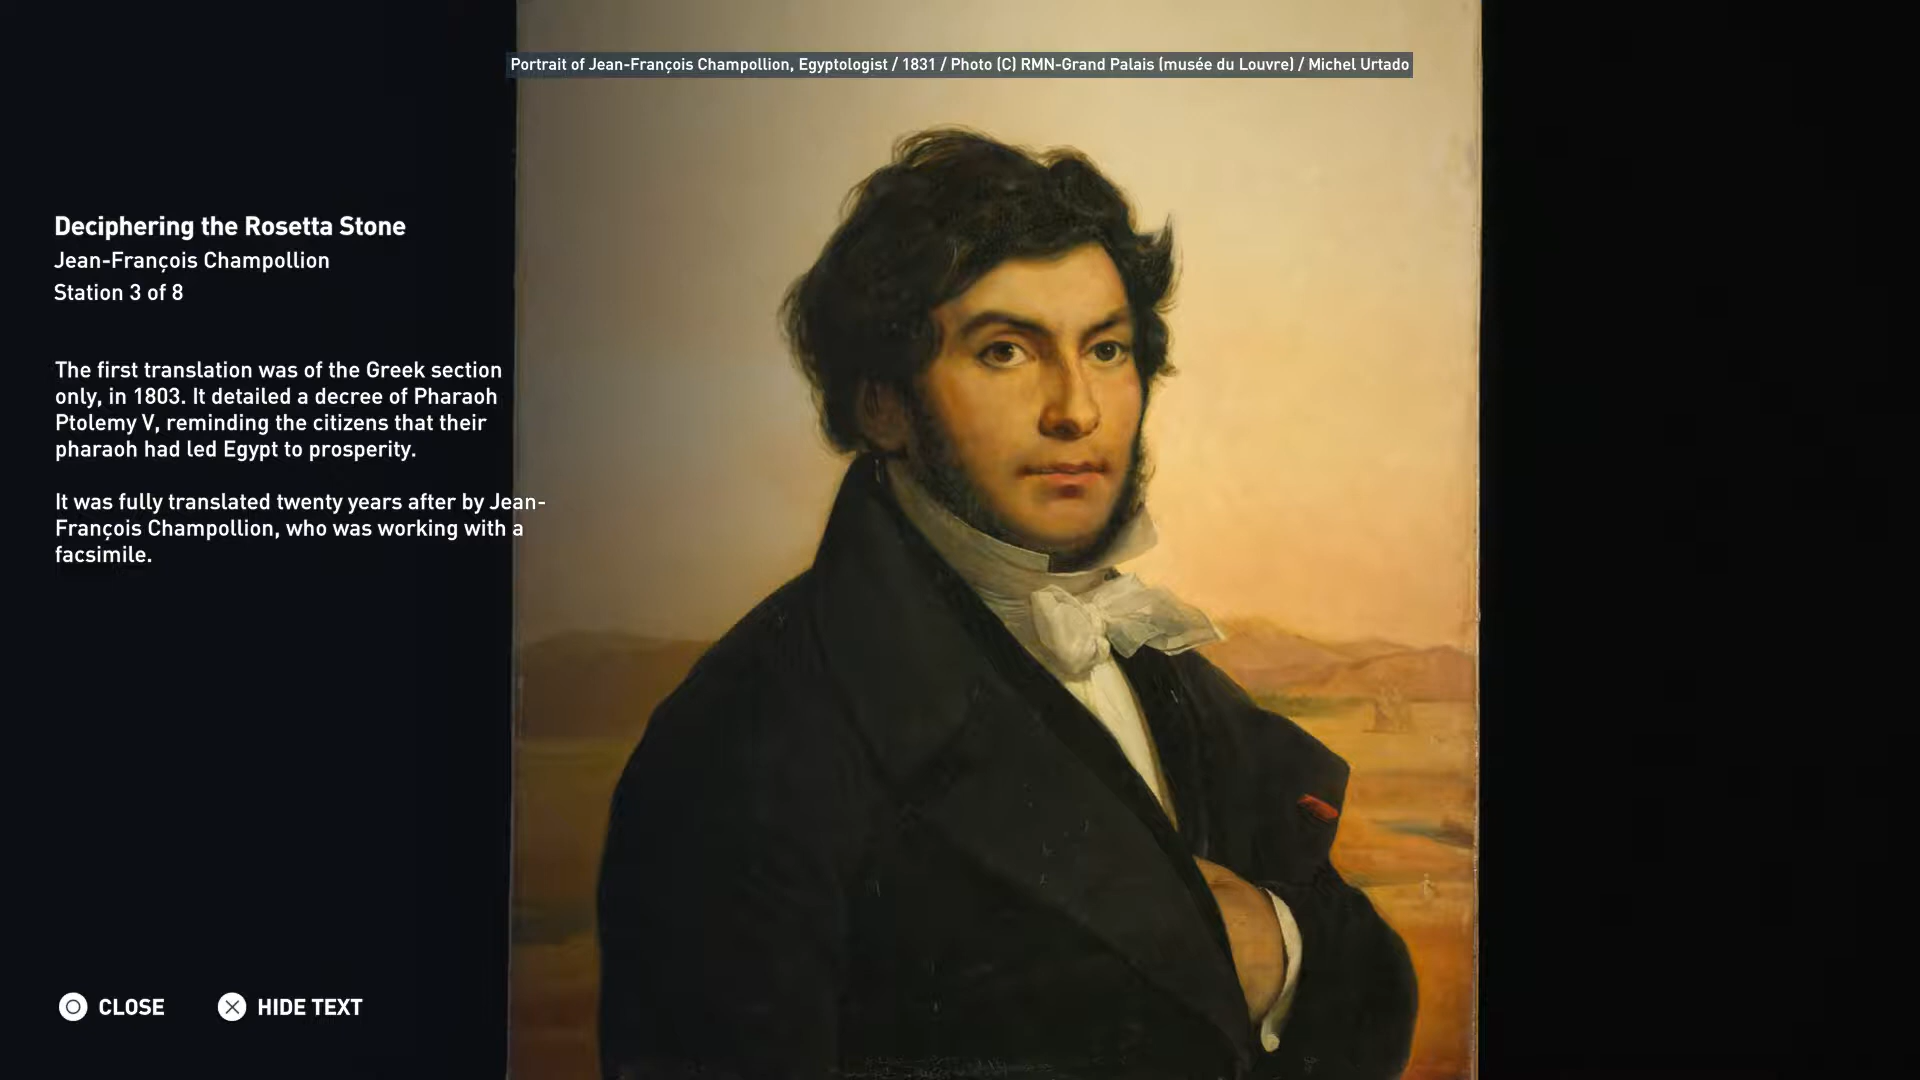 Portrait of Jean-François Champollion, Egyptologist / 1831 / Photo (C) RMN-Grand Palais (musée du Louvre) / Michel Urtado
Deciphering the Rosetta Stone
Jean-François Champollion
Station 3 of 8
The first translation was of the Greek section
only, in 1803. It detailed a decree of Pharaoh
Ptolemy V, reminding the citizens that their
pharaoh had led Egypt to prosperity.
It was fully translated twenty years after by Jean-
François Champollion, who was working with a
facsimile.
CLOSE HIDE TEXT